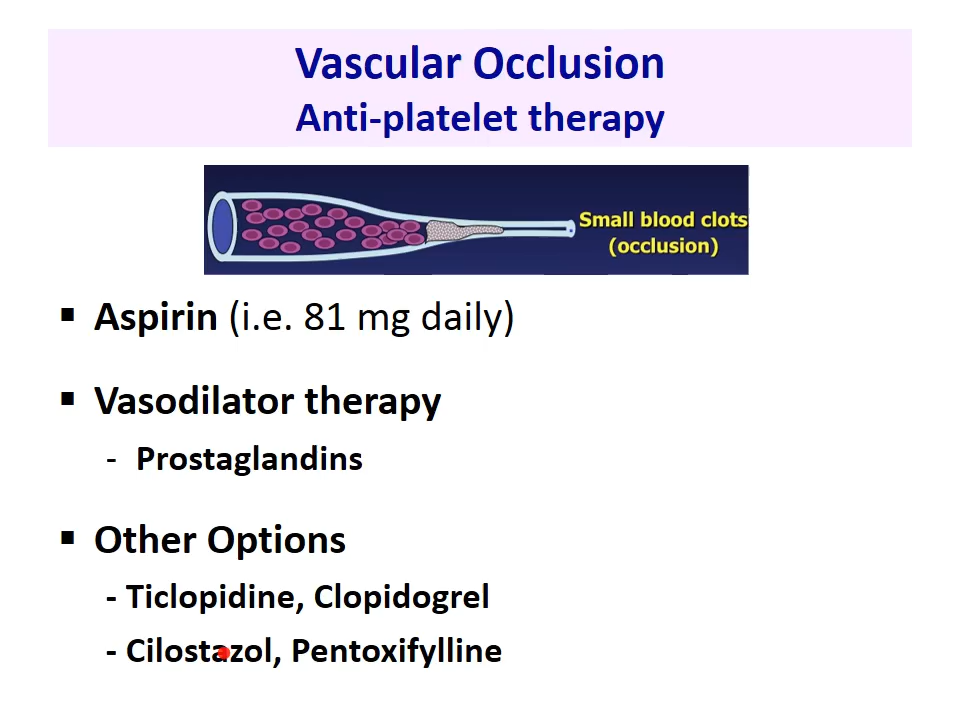 Vascular Occlusion
Anti-platelet therapy
Small blood clots
(occlusion)
▪ Aspirin (i.e. 81 mg daily)
▪ Vasodilator therapy
- Prostaglandins
▪ Other Options
- Ticlopidine, Clopidogrel
- Cilostazol, Pentoxifylline